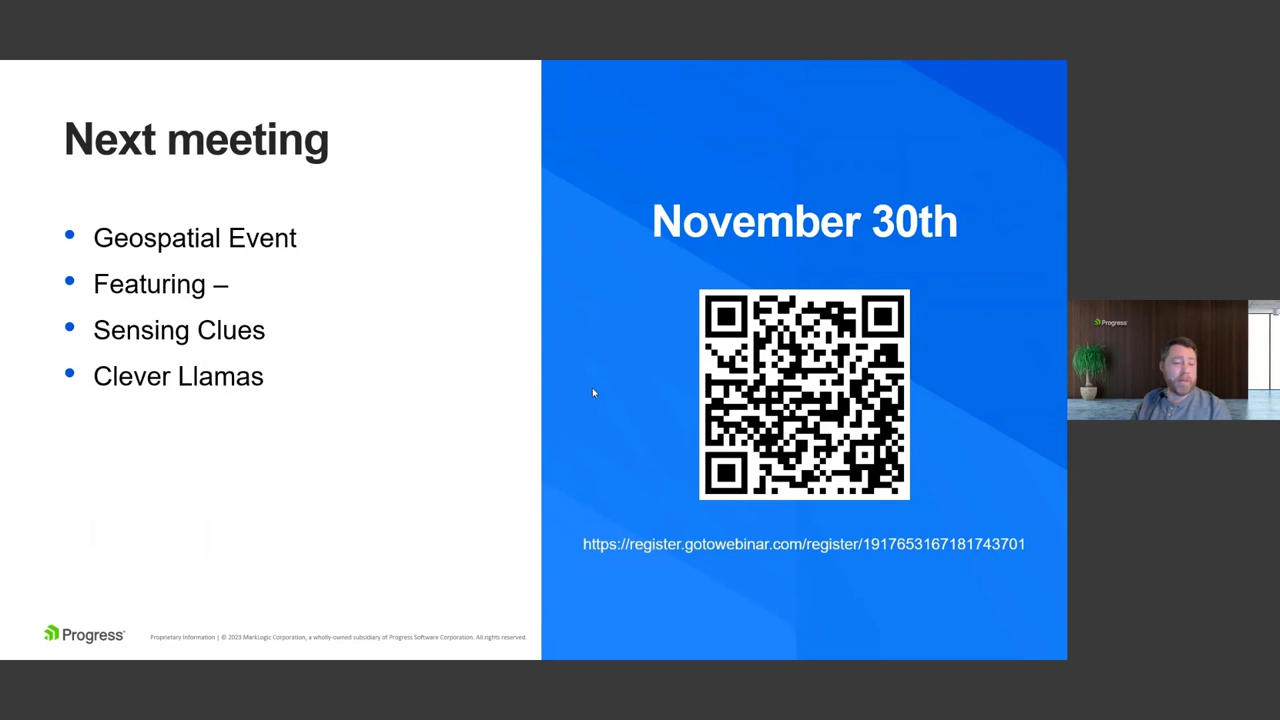 Next meeting
Geospatial Event
Featuring –
Sensing Clues
Clever Llamas
November 30th
https://register.gotowebinar.com/register/1917653167181743701
Progress
Proprietary Information | © 2023 MarkLogic Corporation, a wholly-owned subsidiary of Progress Software Corporation. All rights reserved.
Progress